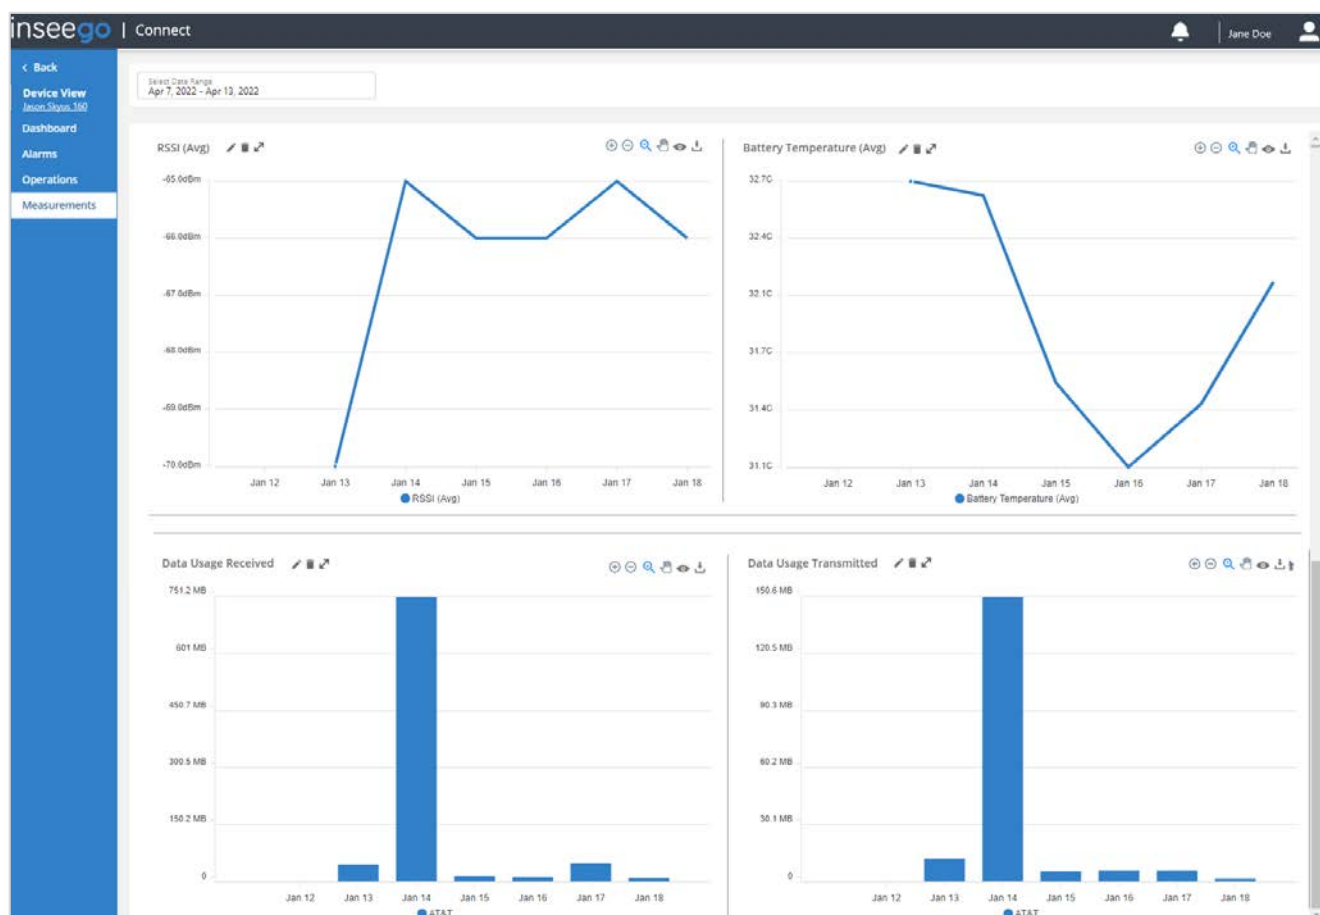 inseego | Connect
Jane Doe
< Back
Device View
Jason Skyus 160
Dashboard
Alarms
Operations
Measurements
Select Date Range
Apr 7, 2022 - Apr 13, 2022
RSSI (Avg)
-65.0dBm
-66.0dBm
-67.0dBm
-68.0dBm
-69.0dBm
-70.0dBm
Jan 12 Jan 13 Jan 14 Jan 15 Jan 16 Jan 17 Jan 18
RSSI (Avg)
Battery Temperature (Avg)
32.7C
32.4C
32.1C
31.7C
31.4C
31.1C
Jan 12 Jan 13 Jan 14 Jan 15 Jan 16 Jan 17 Jan 18
Battery Temperature (Avg)
Data Usage Received
751.2 MB
601 MB
450.7 MB
300.5 MB
150.2 MB
0
Jan 12 Jan 13 Jan 14 Jan 15 Jan 16 Jan 17 Jan 18
AT&T
Data Usage Transmitted
150.6 MB
120.5 MB
90.3 MB
60.2 MB
30.1 MB
0
Jan 12 Jan 13 Jan 14 Jan 15 Jan 16 Jan 17 Jan 18
AT&T